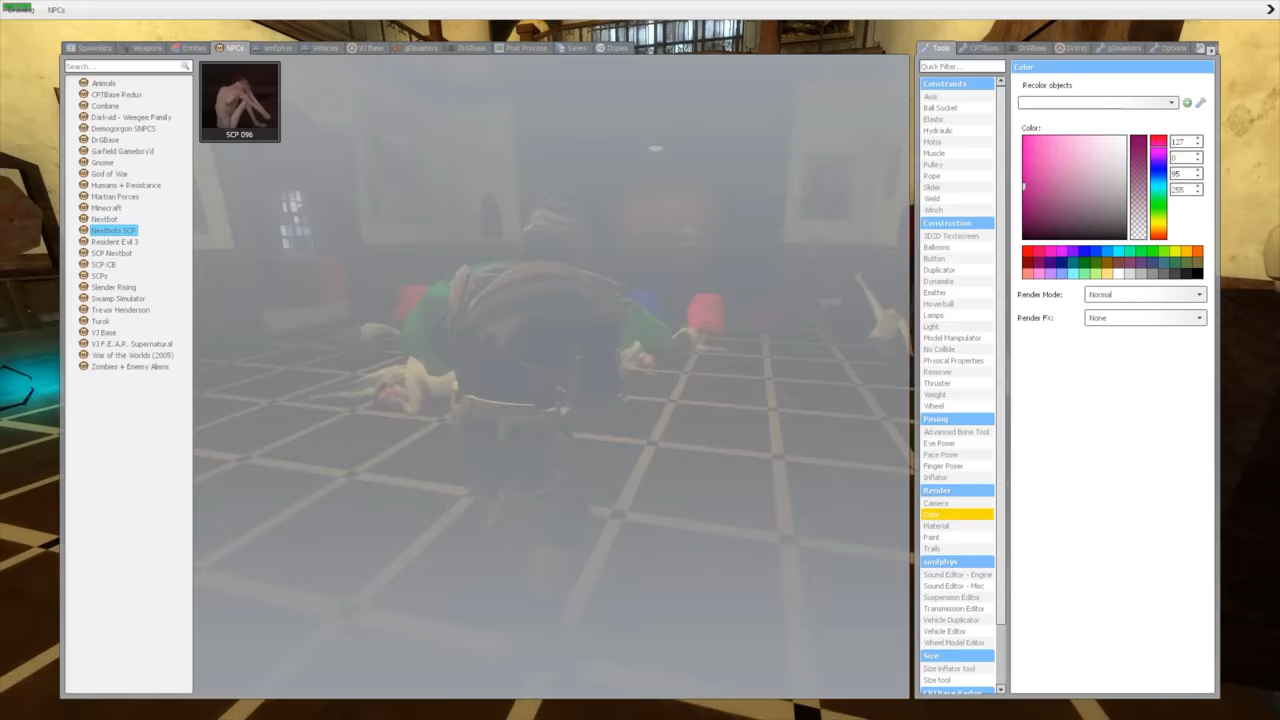 Drawing NPCs
Spawnlists Weapons Entities NPCs simfphys Vehicles VJ Base gDisasters DrGBase Post Process Saves Dupes
Search...
Animals
CPTBase Redux
Combine
Darkvid - Weegee Family
Demogorgon SNPCS
DrGBase
Garfield Gameboy'd
Gnome
God of War
Humans + Resistance
Martian Forces
Minecraft
Nextbot
Nextbots SCP
Resident Evil 3
SCP Nextbot
SCP:CB
SCPs
Slender Rising
Swamp Simulator
Trevor Henderson
Turok
VJ Base
VJ F.E.A.R. Supernatural
War of the Worlds (2005)
Zombies + Enemy Aliens
SCP 096
Tools CPTBase DrGBase DrVrej gDisasters Options
Quick Filter...
Constraints
Axis
Ball Socket
Elastic
Hydraulic
Motor
Muscle
Pulley
Rope
Slider
Weld
Winch
Construction
3D2D Textscreen
Balloons
Button
Duplicator
Dynamite
Emitter
Hoverball
Lamps
Light
Model Manipulator
No Collide
Physical Properties
Remover
Thruster
Weight
Wheel
Posing
Advanced Bone Tool
Eye Poser
Face Poser
Finger Poser
Inflator
Render
Camera
Color
Material
Paint
Trails
simfphys
Sound Editor - Engine
Sound Editor - Misc
Suspension Editor
Transmission Editor
Vehicle Duplicator
Vehicle Editor
Wheel Model Editor
Size
Size inflator tool
Size tool
CPTBase Redux
Color
Recolor objects
Color:
127
0
95
255
Render Mode: Normal
Render FX: None